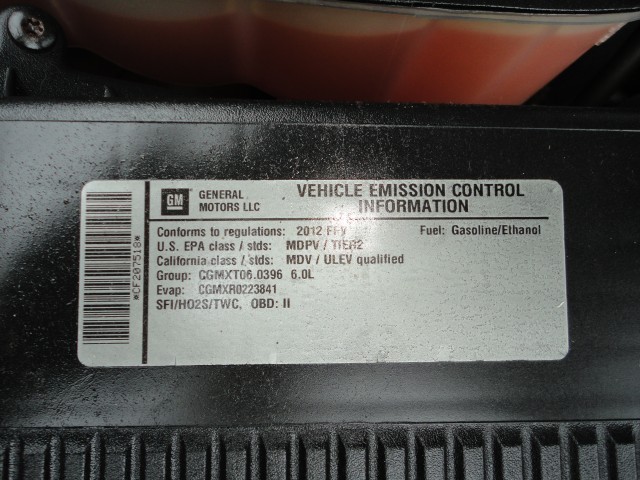 GM GENERAL MOTORS LLC
VEHICLE EMISSION CONTROL INFORMATION
Conforms to regulations: 2012 FFV Fuel: Gasoline/Ethanol
U.S. EPA class / stds: MDPV / TIER2
California class / stds: MDV / ULEV qualified
Group: CGMXT06.0396 6.0L
Evap: CGMXR0223841
SFI/HO2S/TWC, OBD: II
*CF207518*